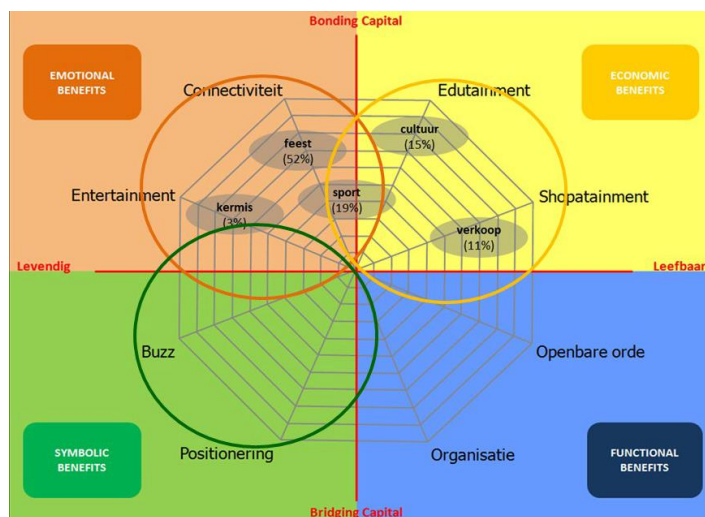 Bonding Capital
EMOTIONAL
BENEFITS
ECONOMIC
BENEFITS
Connectiviteit
Edutainment
feest
(52%)
cultuur
(15%)
Entertainment
sport
(19%)
Shopatainment
kermis
(3%)
verkoop
(11%)
Levendig
Leefbaar
Buzz
Openbare orde
Positionering
Organisatie
SYMBOLIC
BENEFITS
FUNCTIONAL
BENEFITS
Bridging Capital